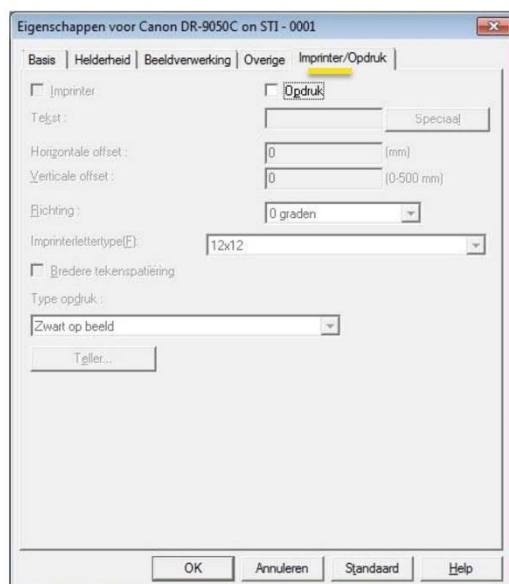 Eigenschappen voor Canon DR-9050C on STI - 0001
Basis Helderheid Beeldverwerking Overige Imprinter/Opdruk
Imprinter Opdruk
Tekst : Speciaal
Horizontale offset : 0 (mm)
Verticale offset : 0 (0-500 mm)
Richting : 0 graden
Imprinterlettertype(F): 12x12
Bredere tekenspatiëring
Type opdruk :
Zwart op beeld
Teller...
OK Annuleren Standaard Help